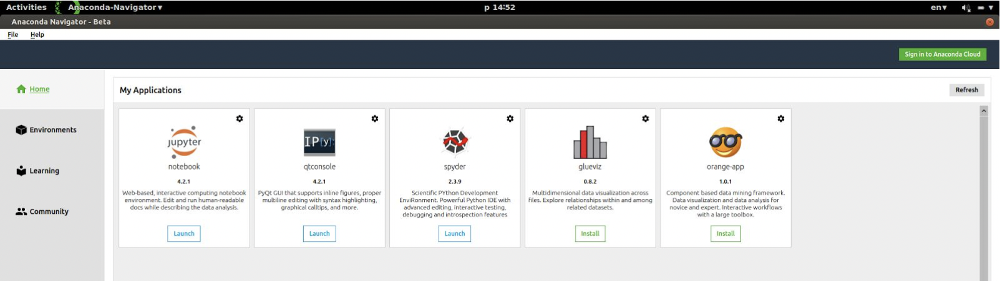 Activities Anaconda-Navigator ▾ p 14:52 en ▾
Anaconda Navigator - Beta
File Help
Sign in to Anaconda Cloud
Home
Environments
Learning
Community
My Applications Refresh
jupyter
notebook
4.2.1
Web-based, interactive computing notebook
environment. Edit and run human-readable
docs while describing the data analysis.
Launch
IP[y]:
qtconsole
4.2.1
PyQt GUI that supports inline figures, proper
multiline editing with syntax highlighting,
graphical calltips, and more.
Launch
spyder
2.3.9
Scientific PYthon Development
EnviRonment. Powerful Python IDE with
advanced editing, interactive testing,
debugging and introspection features
Launch
glueviz
0.8.2
Multidimensional data visualization across
files. Explore relationships within and among
related datasets.
Install
orange-app
1.0.1
Component based data mining framework.
Data visualization and data analysis for
novice and expert. Interactive workflows
with a large toolbox.
Install